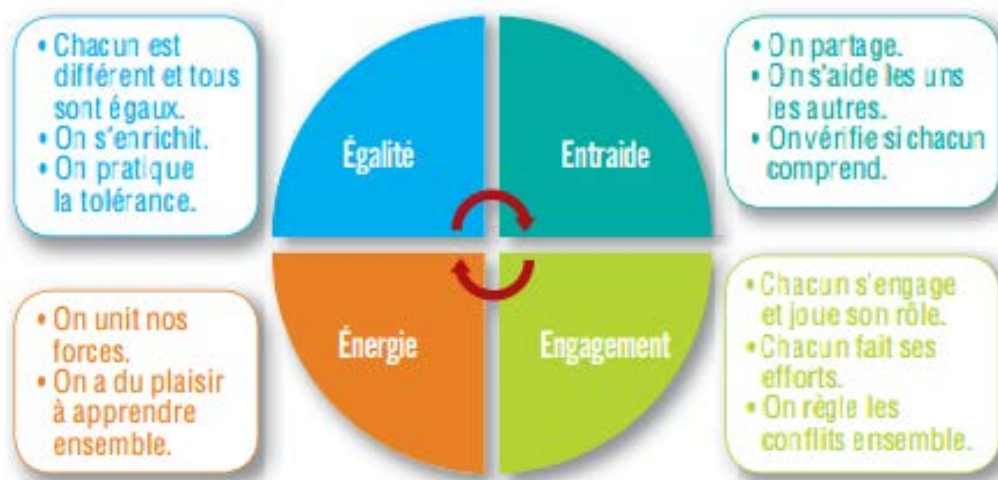 • Chacun est
différent et tous
sont égaux.
• On s'enrichit.
• On pratique
la tolérance.
Égalité
Entraide
• On partage.
• On s'aide les uns
les autres.
• On vérifie si chacun
comprend.
• On unit nos
forces.
• On a du plaisir
à apprendre
ensemble.
Énergie
Engagement
• Chacun s'engage
et joue son rôle.
• Chacun fait ses
efforts.
• On règle les
conflits ensemble.